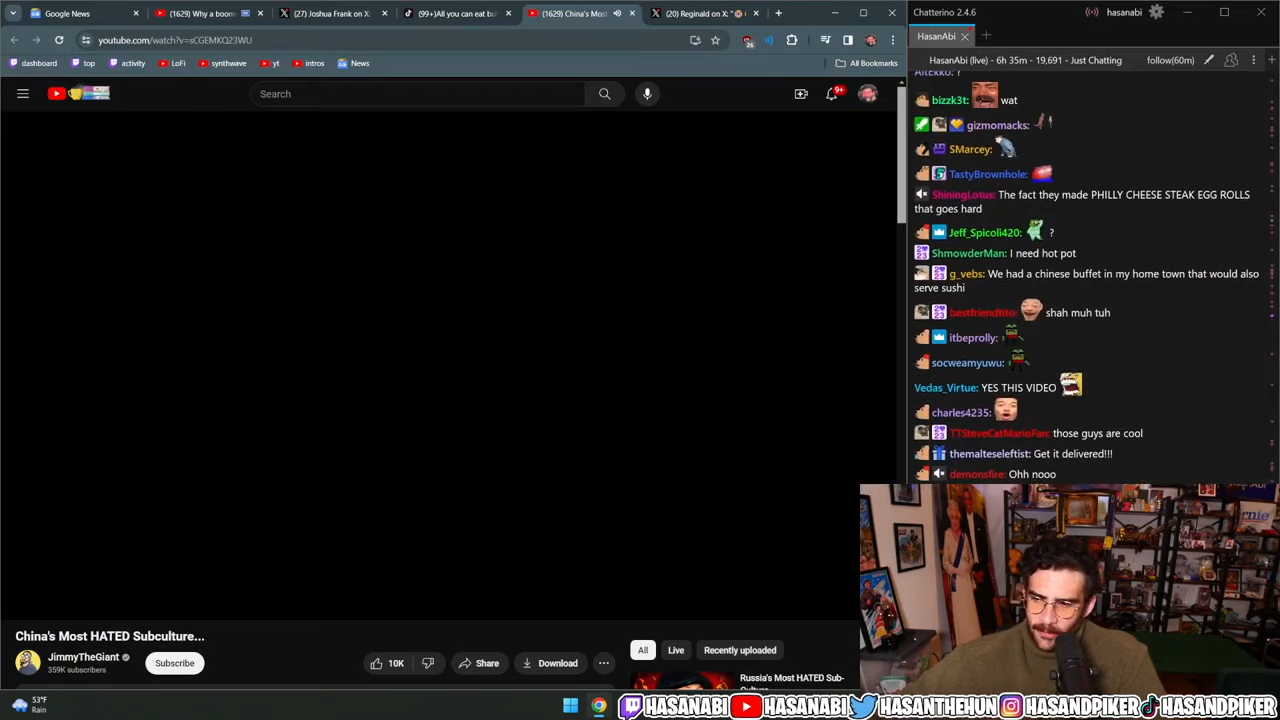 Google News
(1629) Why a boom
(27) Joshua Frank on X:
(99+)All you can eat bu
(1629) China's Most
(20) Reginald on X: "
youtube.com/watch?v=sCGEMKQ23WU
26
dashboard
top
activity
LoFi
synthwave
yt
intros
News
All Bookmarks
Search
9+
China's Most HATED Subculture...
JimmyTheGiant
359K subscribers
Subscribe
10K
Share
Download
All
Live
Recently uploaded
Russia's Most HATED Sub-
53°F
Rain
Chatterino 2.4.6
hasanabi
HasanAbi
HasanAbi (live) - 6h 35m - 19,691 - Just Chatting
follow(60m)
AltEkko: ?
bizzk3t: wat
gizmomacks:
SMarcey:
TastyBrownhole:
ShiningLotus: The fact they made PHILLY CHEESE STEAK EGG ROLLS
that goes hard
Jeff_Spicoli420: ?
ShmowderMan: I need hot pot
g_vebs: We had a chinese buffet in my home town that would also
serve sushi
bestfriendtito: shah muh tuh
itbeprolly:
socweamyuwu:
Vedas_Virtue: YES THIS VIDEO
charles4235:
TTSteveCatMarioFan: those guys are cool
themalteseleftist: Get it delivered!!!
demonsfire: Ohh nooo
HASANABI
HASANABI
HASANTHEHUN
HASANDPIKER
HASANDPIKER